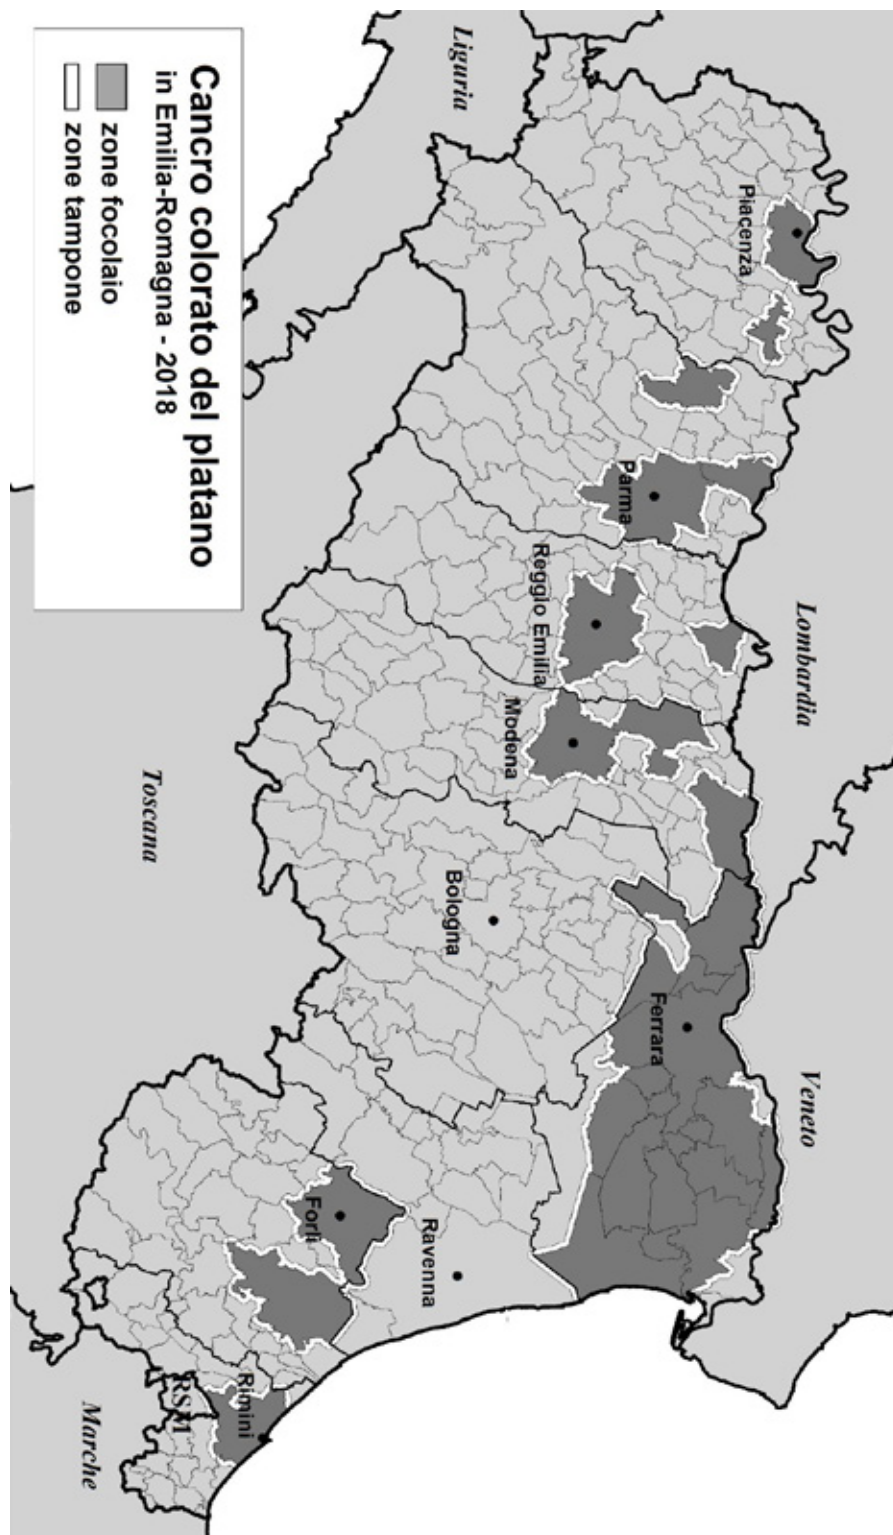 Cancro colorato del platano
in Emilia-Romagna - 2018
zone focolaio
zone tampone
Liguria
Lombardia
Veneto
Toscana
Marche
Piacenza
Parma
Reggio Emilia
Modena
Bologna
Ferrara
Ravenna
Forlì
Rimini
RSM